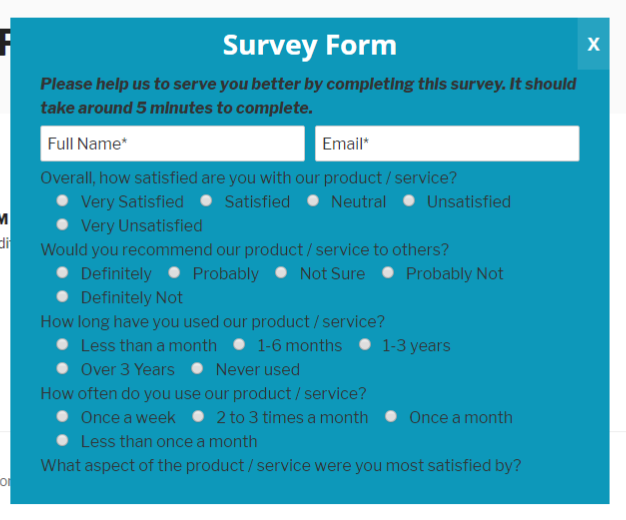 Survey Form
X
Please help us to serve you better by completing this survey. It should
take around 5 minutes to complete.
Full Name* Email*
Overall, how satisfied are you with our product / service?
Very Satisfied Satisfied Neutral Unsatisfied
Very Unsatisfied
Would you recommend our product / service to others?
Definitely Probably Not Sure Probably Not
Definitely Not
How long have you used our product / service?
Less than a month 1-6 months 1-3 years
Over 3 Years Never used
How often do you use our product / service?
Once a week 2 to 3 times a month Once a month
Less than once a month
What aspect of the product / service were you most satisfied by?